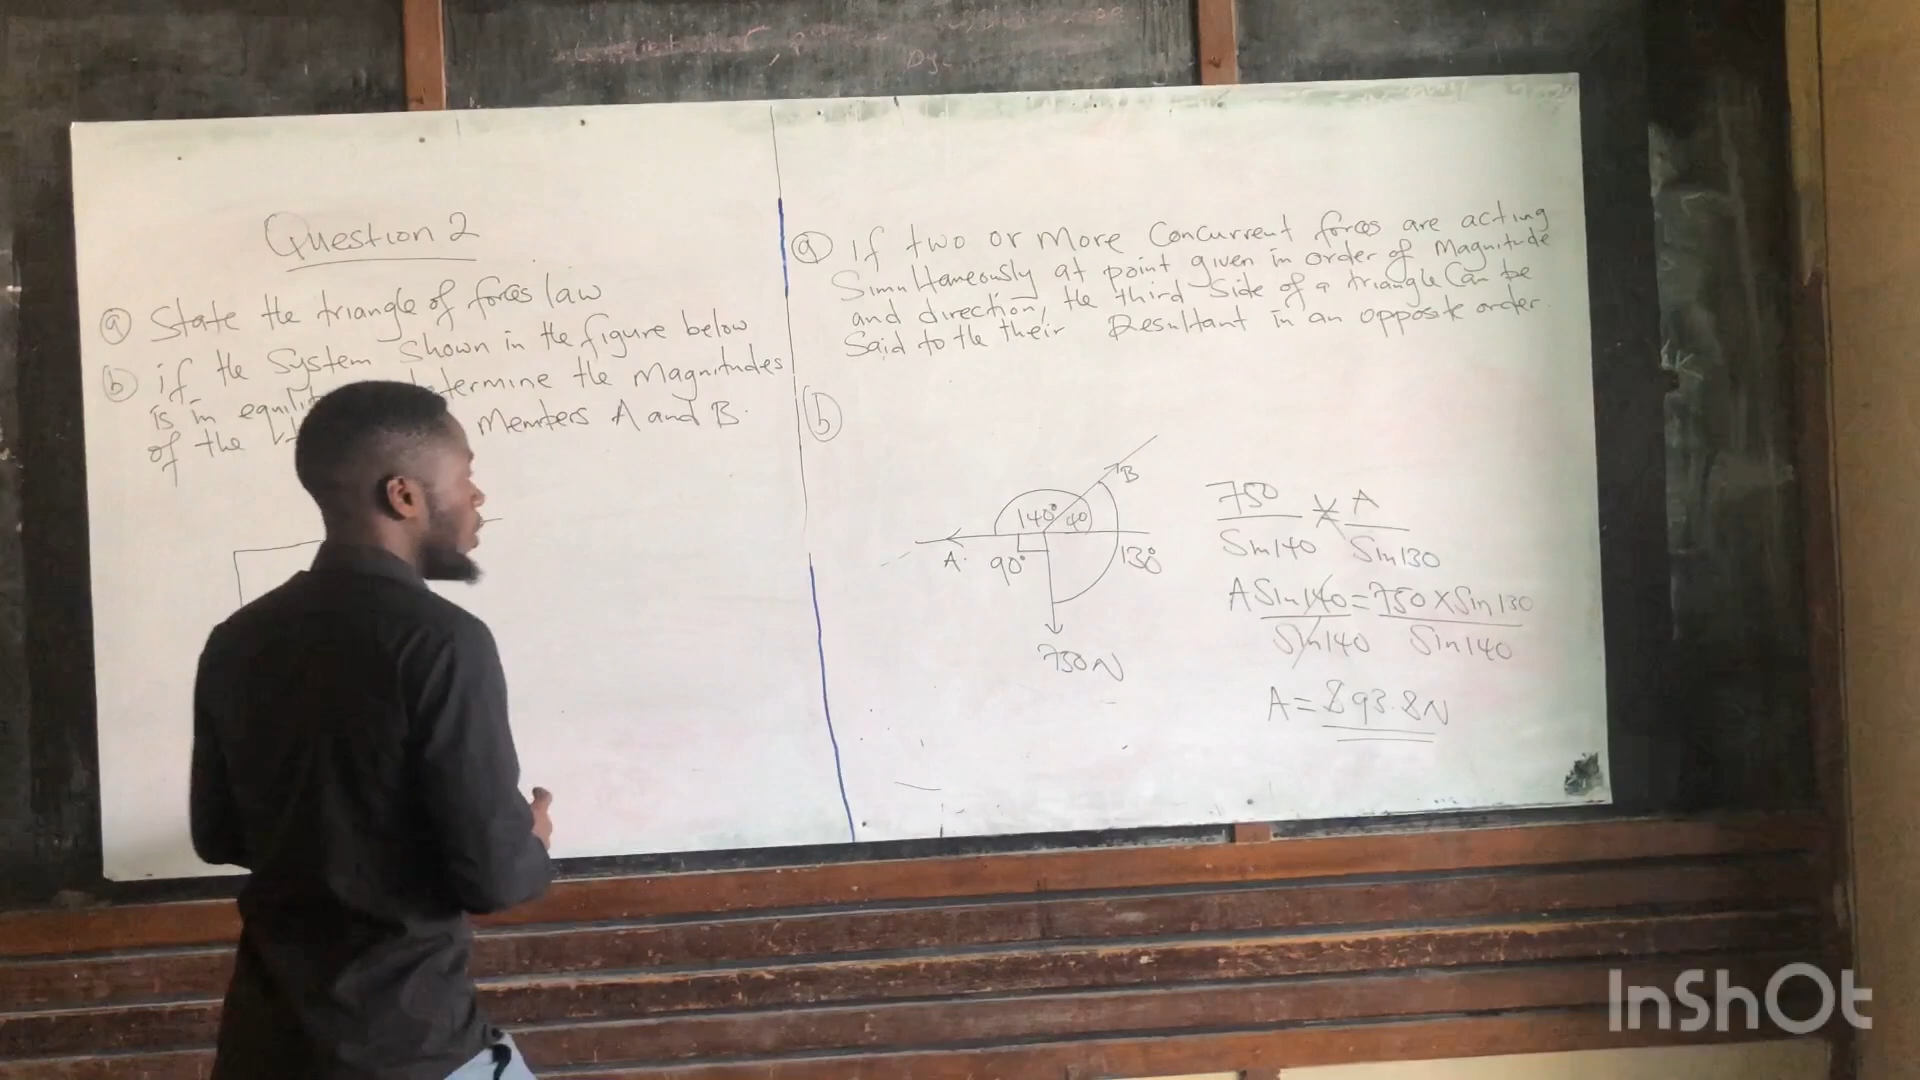 Question 2
(a) State the triangle of forces law
(b) if the System Shown in the figure below
is in determine the Magnitudes
of the Members A and B.
(a) If two or More Concurrent forces are acting
Simultaneously at point given in order of Magnitude
and direction, the third side of a triangle Can be
Said to the their Resultant in an opposite order.
(b)
B
140° 40
A. 90° 130°
750N
750 A
Sin140 Sin130
A Sin140 = 750 X Sin 130
Sin140 Sin140
A = 893.8N
InShOt